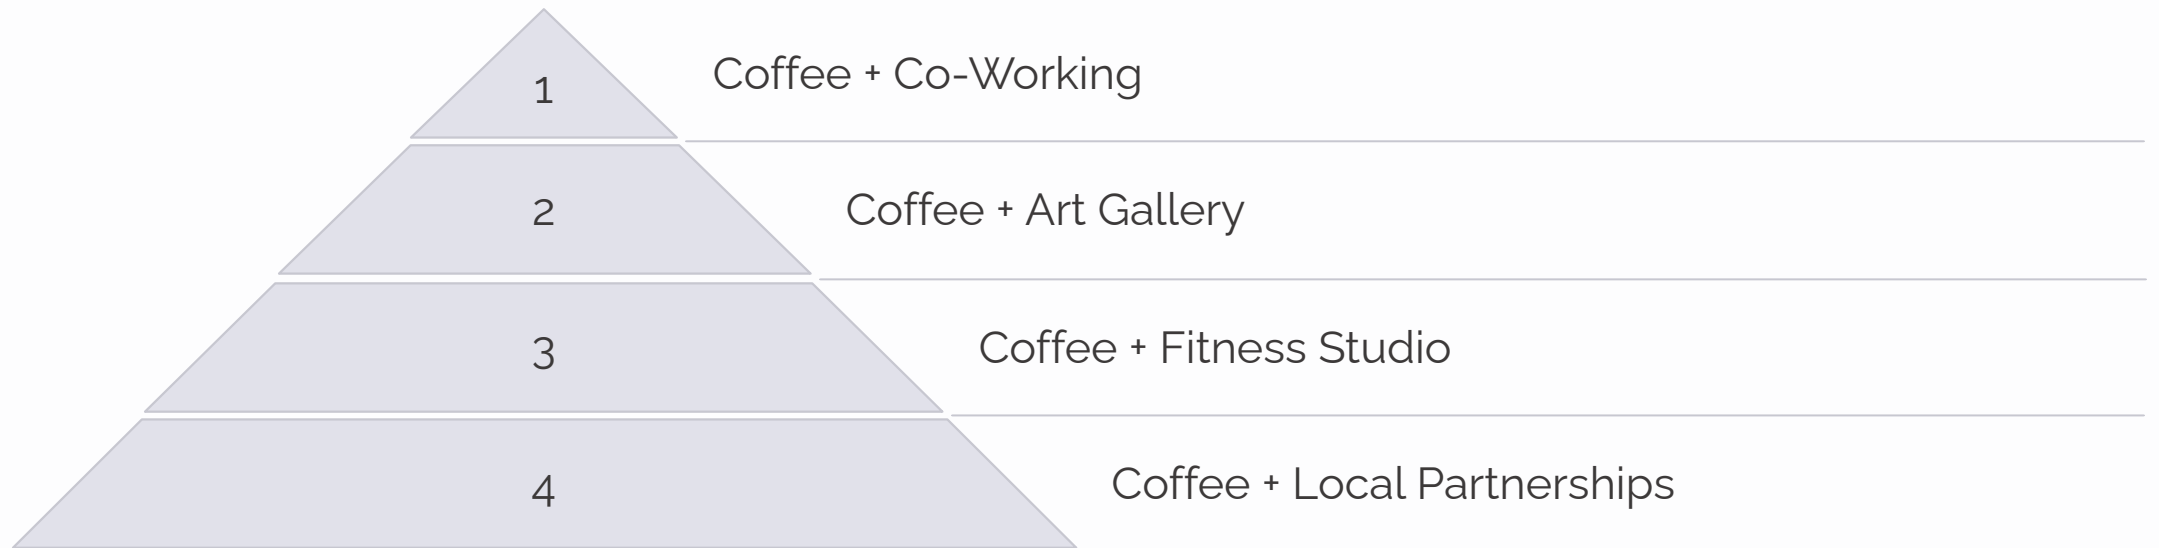 1
Coffee + Co-Working
2
Coffee + Art Gallery
3
Coffee + Fitness Studio
4
Coffee + Local Partnerships